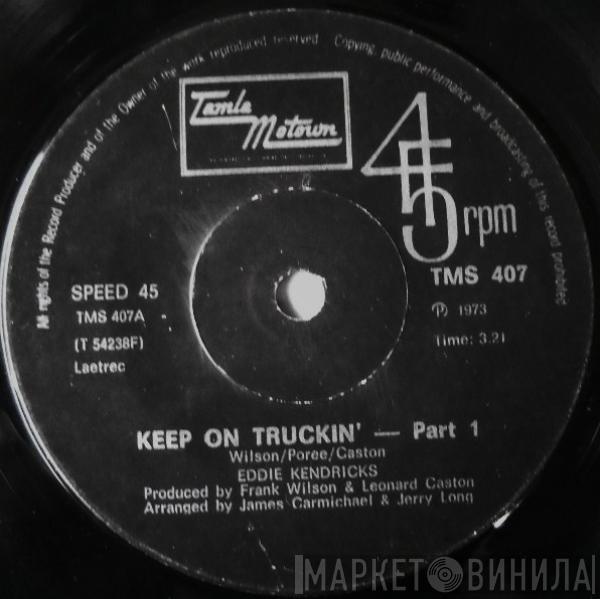 All rights of the Record Producer and of the Owner of the work reproduced reserved. Copying, public performance and broadcasting of this record prohibited
Tamla
Motown
45 rpm
TMS 407
SPEED 45
TMS 407A
(T 54238F)
Laetrec
℗ 1973
Time: 3.21
KEEP ON TRUCKIN' — Part 1
Wilson/Poree/Caston
EDDIE KENDRICKS
Produced by Frank Wilson & Leonard Caston
Arranged by James Carmichael & Jerry Long
МАРКЕТ ВИНИЛА